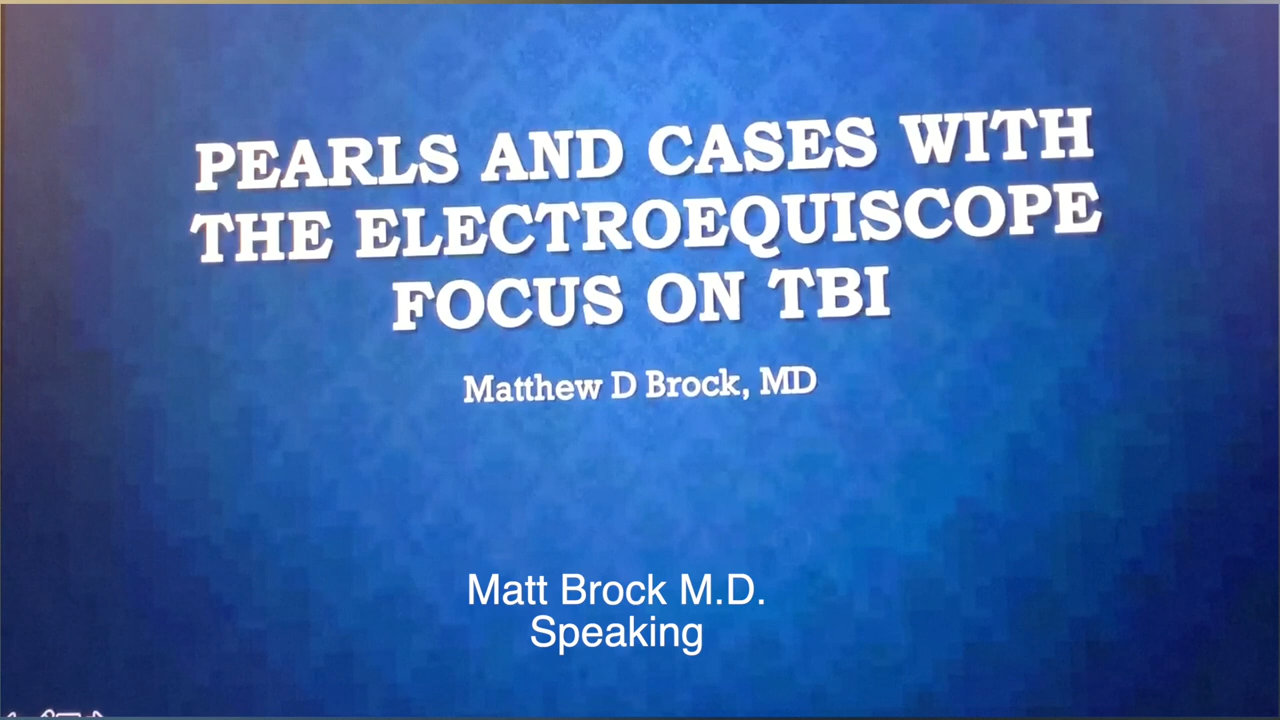 PEARLS AND CASES WITH
THE ELECTROEQUISCOPE
FOCUS ON TBI
Matthew D Brock, MD
Matt Brock M.D.
Speaking